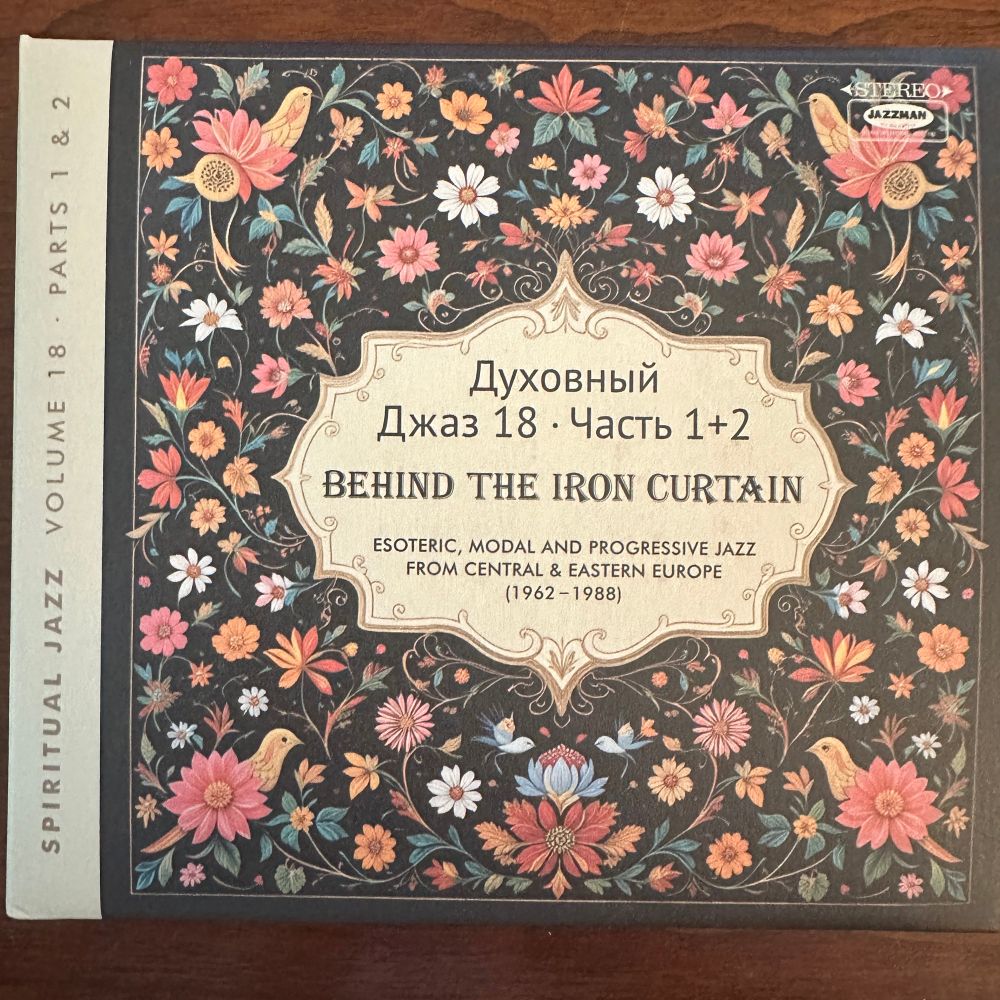 SPIRITUAL JAZZ VOLUME 18 · PARTS 1 & 2
STEREO
JAZZMAN
Духовный
Джаз 18 · Часть 1+2
BEHIND THE IRON CURTAIN
ESOTERIC, MODAL AND PROGRESSIVE JAZZ
FROM CENTRAL & EASTERN EUROPE
(1962–1988)